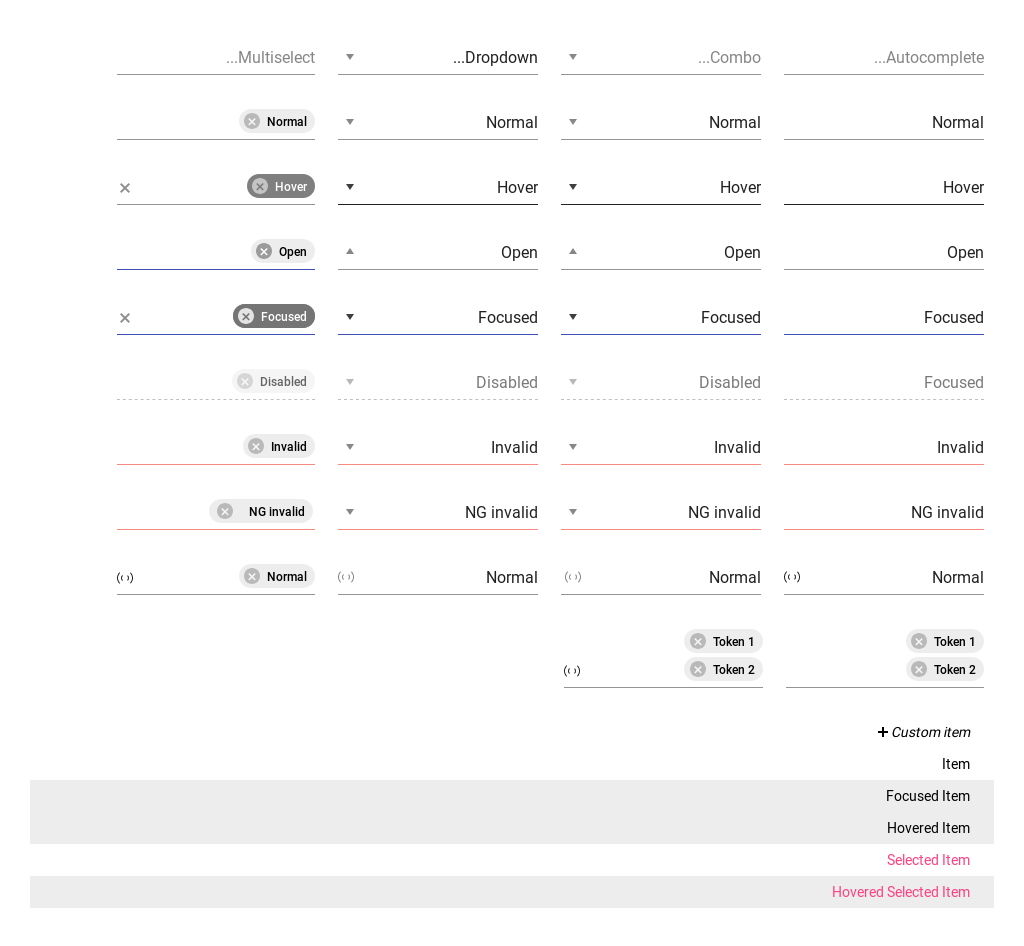 ...Multiselect ...Dropdown ...Combo ...Autocomplete
Normal Normal Normal Normal
Hover Hover Hover Hover
Open Open Open Open
Focused Focused Focused Focused
Disabled Disabled Disabled Focused
Invalid Invalid Invalid Invalid
NG invalid NG invalid NG invalid NG invalid
Normal Normal Normal Normal
Token 1 Token 1
Token 2 Token 2
Custom item
Item
Focused Item
Hovered Item
Selected Item
Hovered Selected Item